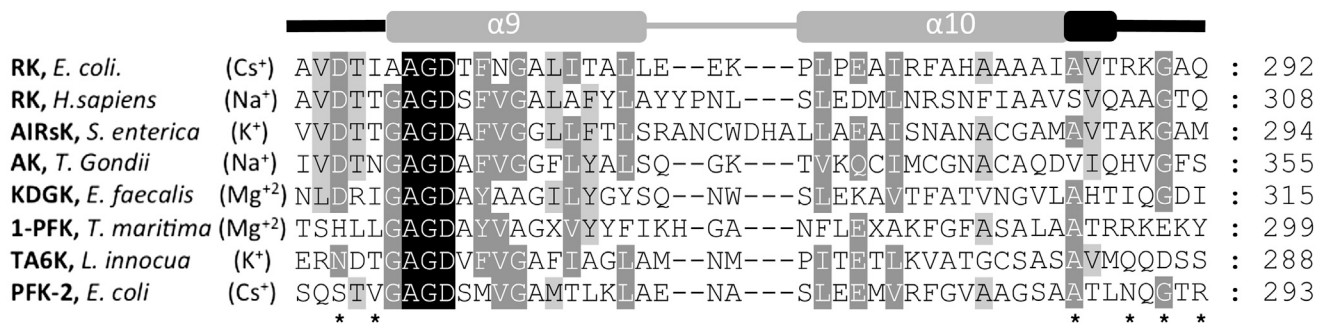 α9 α10
RK, E. coli. (Cs+) AVDTIAAGDTFNGALITALLE--EK---PLPEAIRFAHAAAAIAVTRKGAQ : 292
RK, H.sapiens (Na+) AVDTTGAGDSFVGALAFYLAYYPNL---SLEDMLNRSNFIAAVSVQAAGTQ : 308
AIRsK, S. enterica (K+) VVDTTGAGDAFVGGLLFTLSRANCWDHALLAEAISNANACGAMAVTAKGAM : 294
AK, T. Gondii (Na+) IVDTNGAGDAFVGGFLYALSQ--GK---TVKQCIMCGNACAQDVIQHVGFS : 355
KDGK, E. faecalis (Mg+2) NLDRIGAGDAYAAGILYGYSQ--NW---SLEKAVTFATVNGVLAHTIQGDI : 315
1-PFK, T. maritima (Mg+2) TSHLLGAGDYVAGXVYYFIKH-GA---NFLEXAKFGFASALAATRRKEKY : 299
TA6K, L. innocua (K+) ERNDTGAGDVFVGAFIAGLAM--NM---PITETLKVATGCSASAVMQQDSS : 288
PFK-2, E. coli (Cs+) SQSTVGAGDSMVGAMTLKLAE--NA---SLEEMVRFGVAAGSAATLNQGTR : 293
* * * * * *